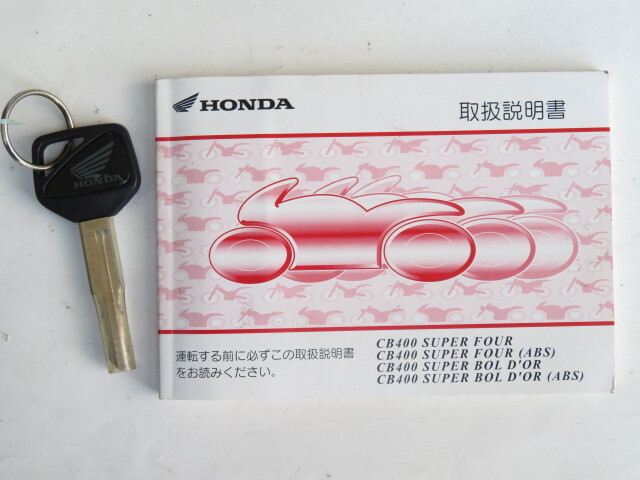 HONDA
HONDA
取扱説明書
運転する前に必ずこの取扱説明書
をお読みください。
CB400 SUPER FOUR
CB400 SUPER FOUR (ABS)
CB400 SUPER BOL D'OR
CB400 SUPER BOL D'OR (ABS)